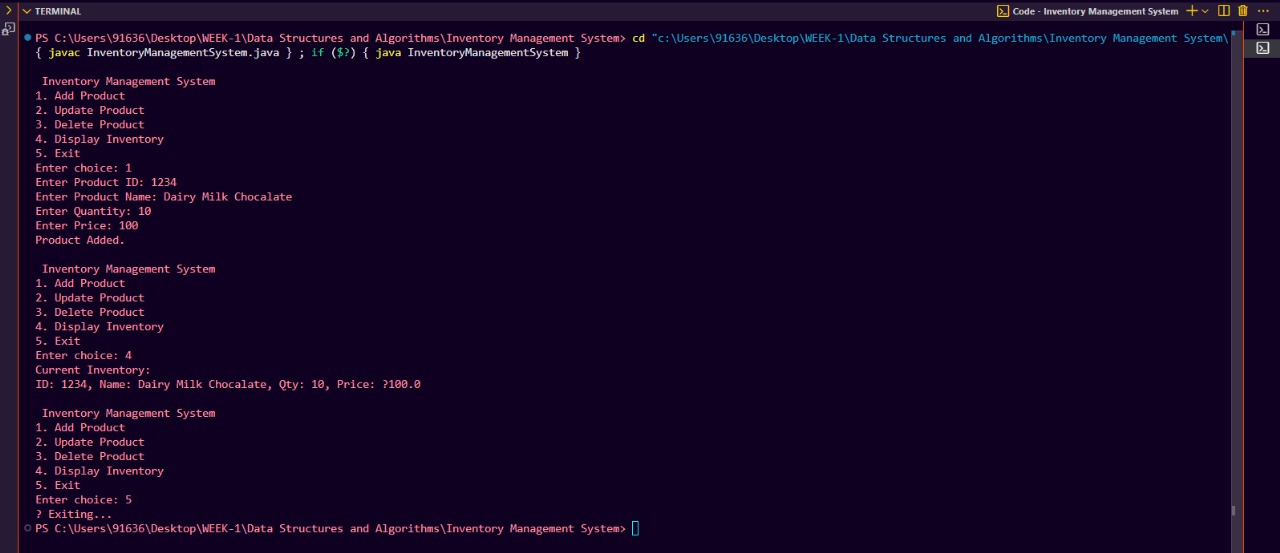 TERMINAL
Code - Inventory Management System
PS C:\Users\91636\Desktop\WEEK-1\Data Structures and Algorithms\Inventory Management System> cd "c:\Users\91636\Desktop\WEEK-1\Data Structures and Algorithms\Inventory Management System\
{ javac InventoryManagementSystem.java } ; if ($?) { java InventoryManagementSystem }
Inventory Management System
1. Add Product
2. Update Product
3. Delete Product
4. Display Inventory
5. Exit
Enter choice: 1
Enter Product ID: 1234
Enter Product Name: Dairy Milk Chocalate
Enter Quantity: 10
Enter Price: 100
Product Added.
Inventory Management System
1. Add Product
2. Update Product
3. Delete Product
4. Display Inventory
5. Exit
Enter choice: 4
Current Inventory:
ID: 1234, Name: Dairy Milk Chocalate, Qty: 10, Price: ?100.0
Inventory Management System
1. Add Product
2. Update Product
3. Delete Product
4. Display Inventory
5. Exit
Enter choice: 5
? Exiting...
PS C:\Users\91636\Desktop\WEEK-1\Data Structures and Algorithms\Inventory Management System>